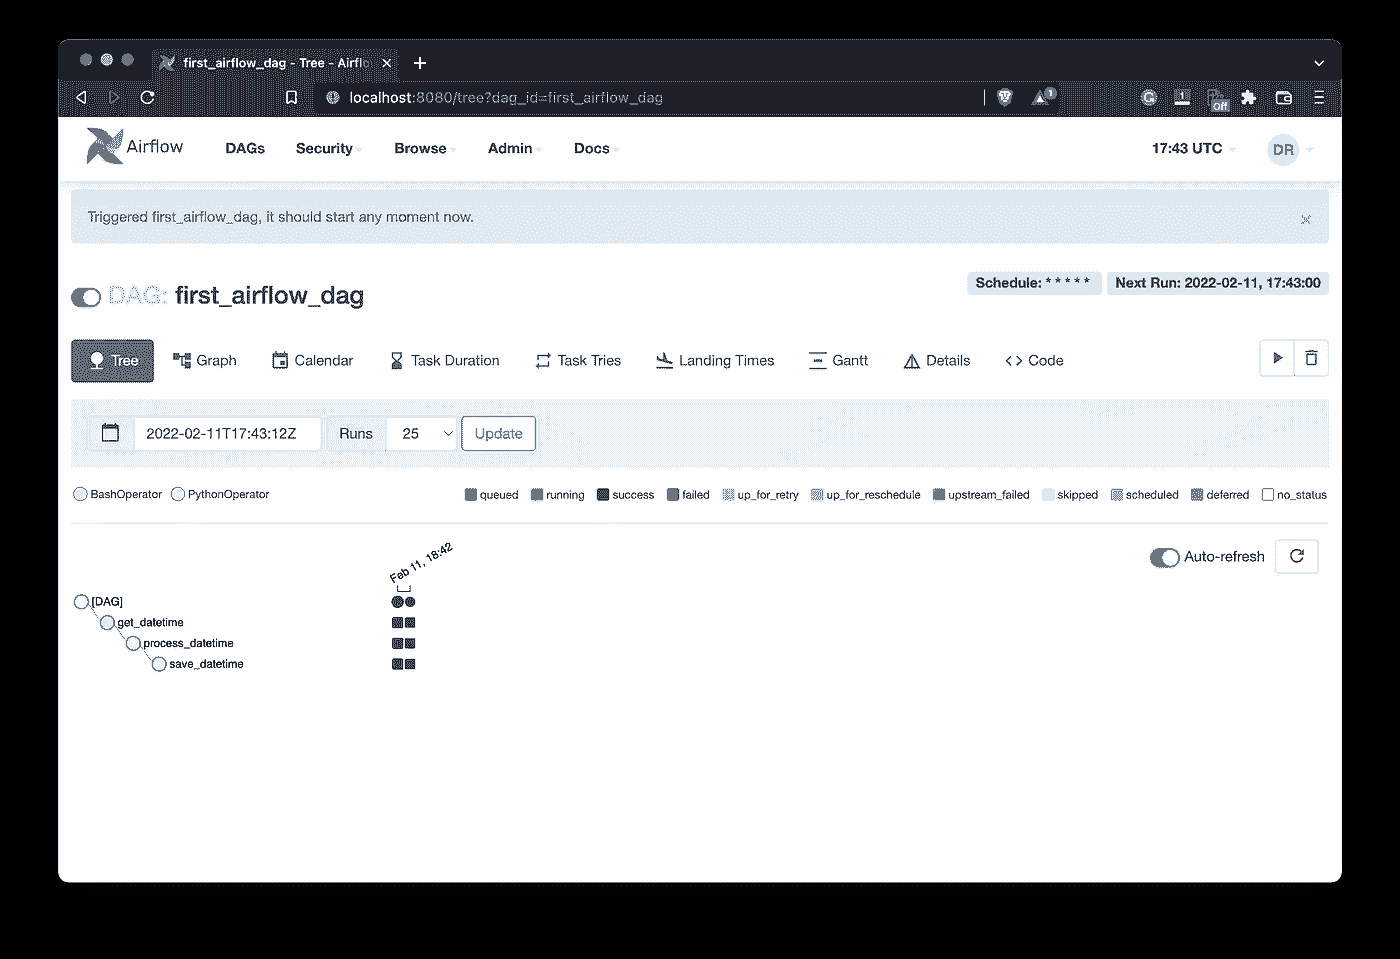 first_airflow_dag - Tree - Airflo
localhost:8080/tree?dag_id=first_airflow_dag
1
G
1
Off
Airflow DAGs Security Browse Admin Docs 17:43 UTC DR
Triggered first_airflow_dag, it should start any moment now.
Schedule: * * * * * Next Run: 2022-02-11, 17:43:00
DAG: first_airflow_dag
Tree Graph Calendar Task Duration Task Tries Landing Times Gantt Details Code
2022-02-11T17:43:12Z Runs 25 Update
BashOperator PythonOperator queued running success failed up_for_retry up_for_reschedule upstream_failed skipped scheduled deferred no_status
Auto-refresh
Feb 11, 18:42
[DAG]
get_datetime
process_datetime
save_datetime